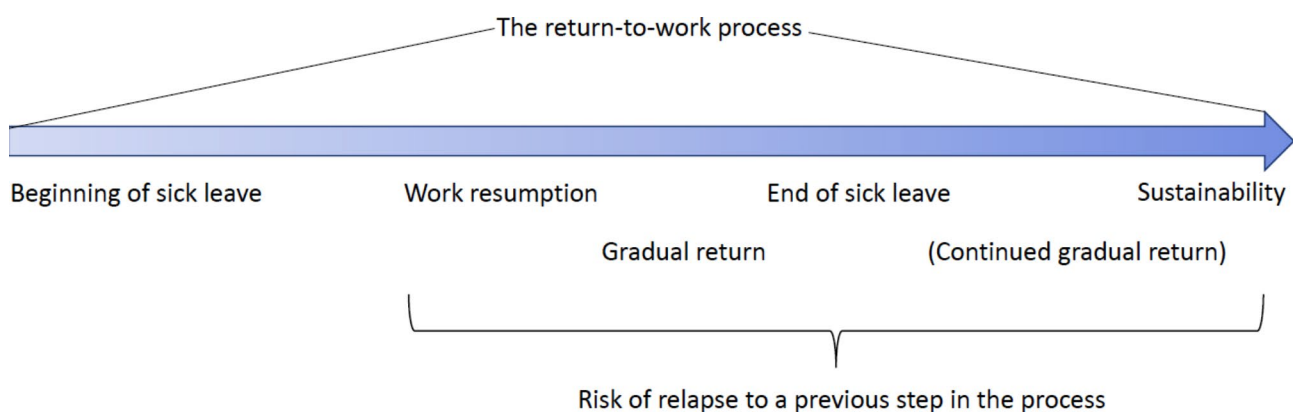 The return-to-work process
Beginning of sick leave Work resumption End of sick leave Sustainability
Gradual return (Continued gradual return)
Risk of relapse to a previous step in the process